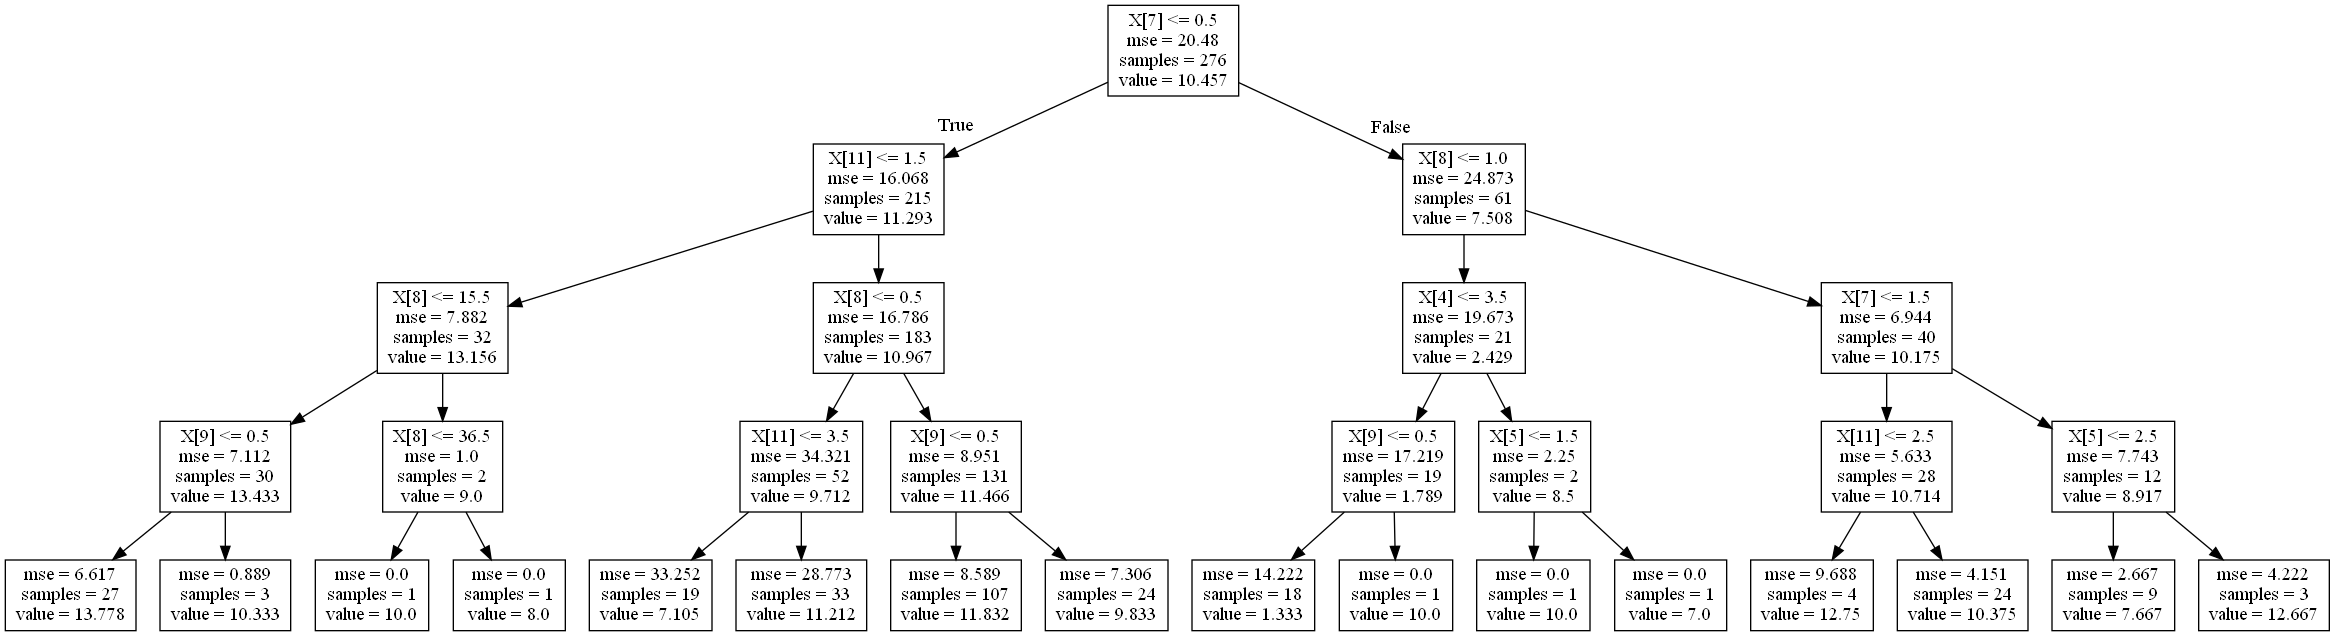 X[7] <= 0.5
mse = 20.48
samples = 276
value = 10.457
True
False
X[11] <= 1.5
mse = 16.068
samples = 215
value = 11.293
X[8] <= 1.0
mse = 24.873
samples = 61
value = 7.508
X[8] <= 15.5
mse = 7.882
samples = 32
value = 13.156
X[8] <= 0.5
mse = 16.786
samples = 183
value = 10.967
X[4] <= 3.5
mse = 19.673
samples = 21
value = 2.429
X[7] <= 1.5
mse = 6.944
samples = 40
value = 10.175
X[9] <= 0.5
mse = 7.112
samples = 30
value = 13.433
X[8] <= 36.5
mse = 1.0
samples = 2
value = 9.0
X[11] <= 3.5
mse = 34.321
samples = 52
value = 9.712
X[9] <= 0.5
mse = 8.951
samples = 131
value = 11.466
X[9] <= 0.5
mse = 17.219
samples = 19
value = 1.789
X[5] <= 1.5
mse = 2.25
samples = 2
value = 8.5
X[11] <= 2.5
mse = 5.633
samples = 28
value = 10.714
X[5] <= 2.5
mse = 7.743
samples = 12
value = 8.917
mse = 6.617
samples = 27
value = 13.778
mse = 0.889
samples = 3
value = 10.333
mse = 0.0
samples = 1
value = 10.0
mse = 0.0
samples = 1
value = 8.0
mse = 33.252
samples = 19
value = 7.105
mse = 28.773
samples = 33
value = 11.212
mse = 8.589
samples = 107
value = 11.832
mse = 7.306
samples = 24
value = 9.833
mse = 14.222
samples = 18
value = 1.333
mse = 0.0
samples = 1
value = 10.0
mse = 0.0
samples = 1
value = 10.0
mse = 0.0
samples = 1
value = 7.0
mse = 9.688
samples = 4
value = 12.75
mse = 4.151
samples = 24
value = 10.375
mse = 2.667
samples = 9
value = 7.667
mse = 4.222
samples = 3
value = 12.667